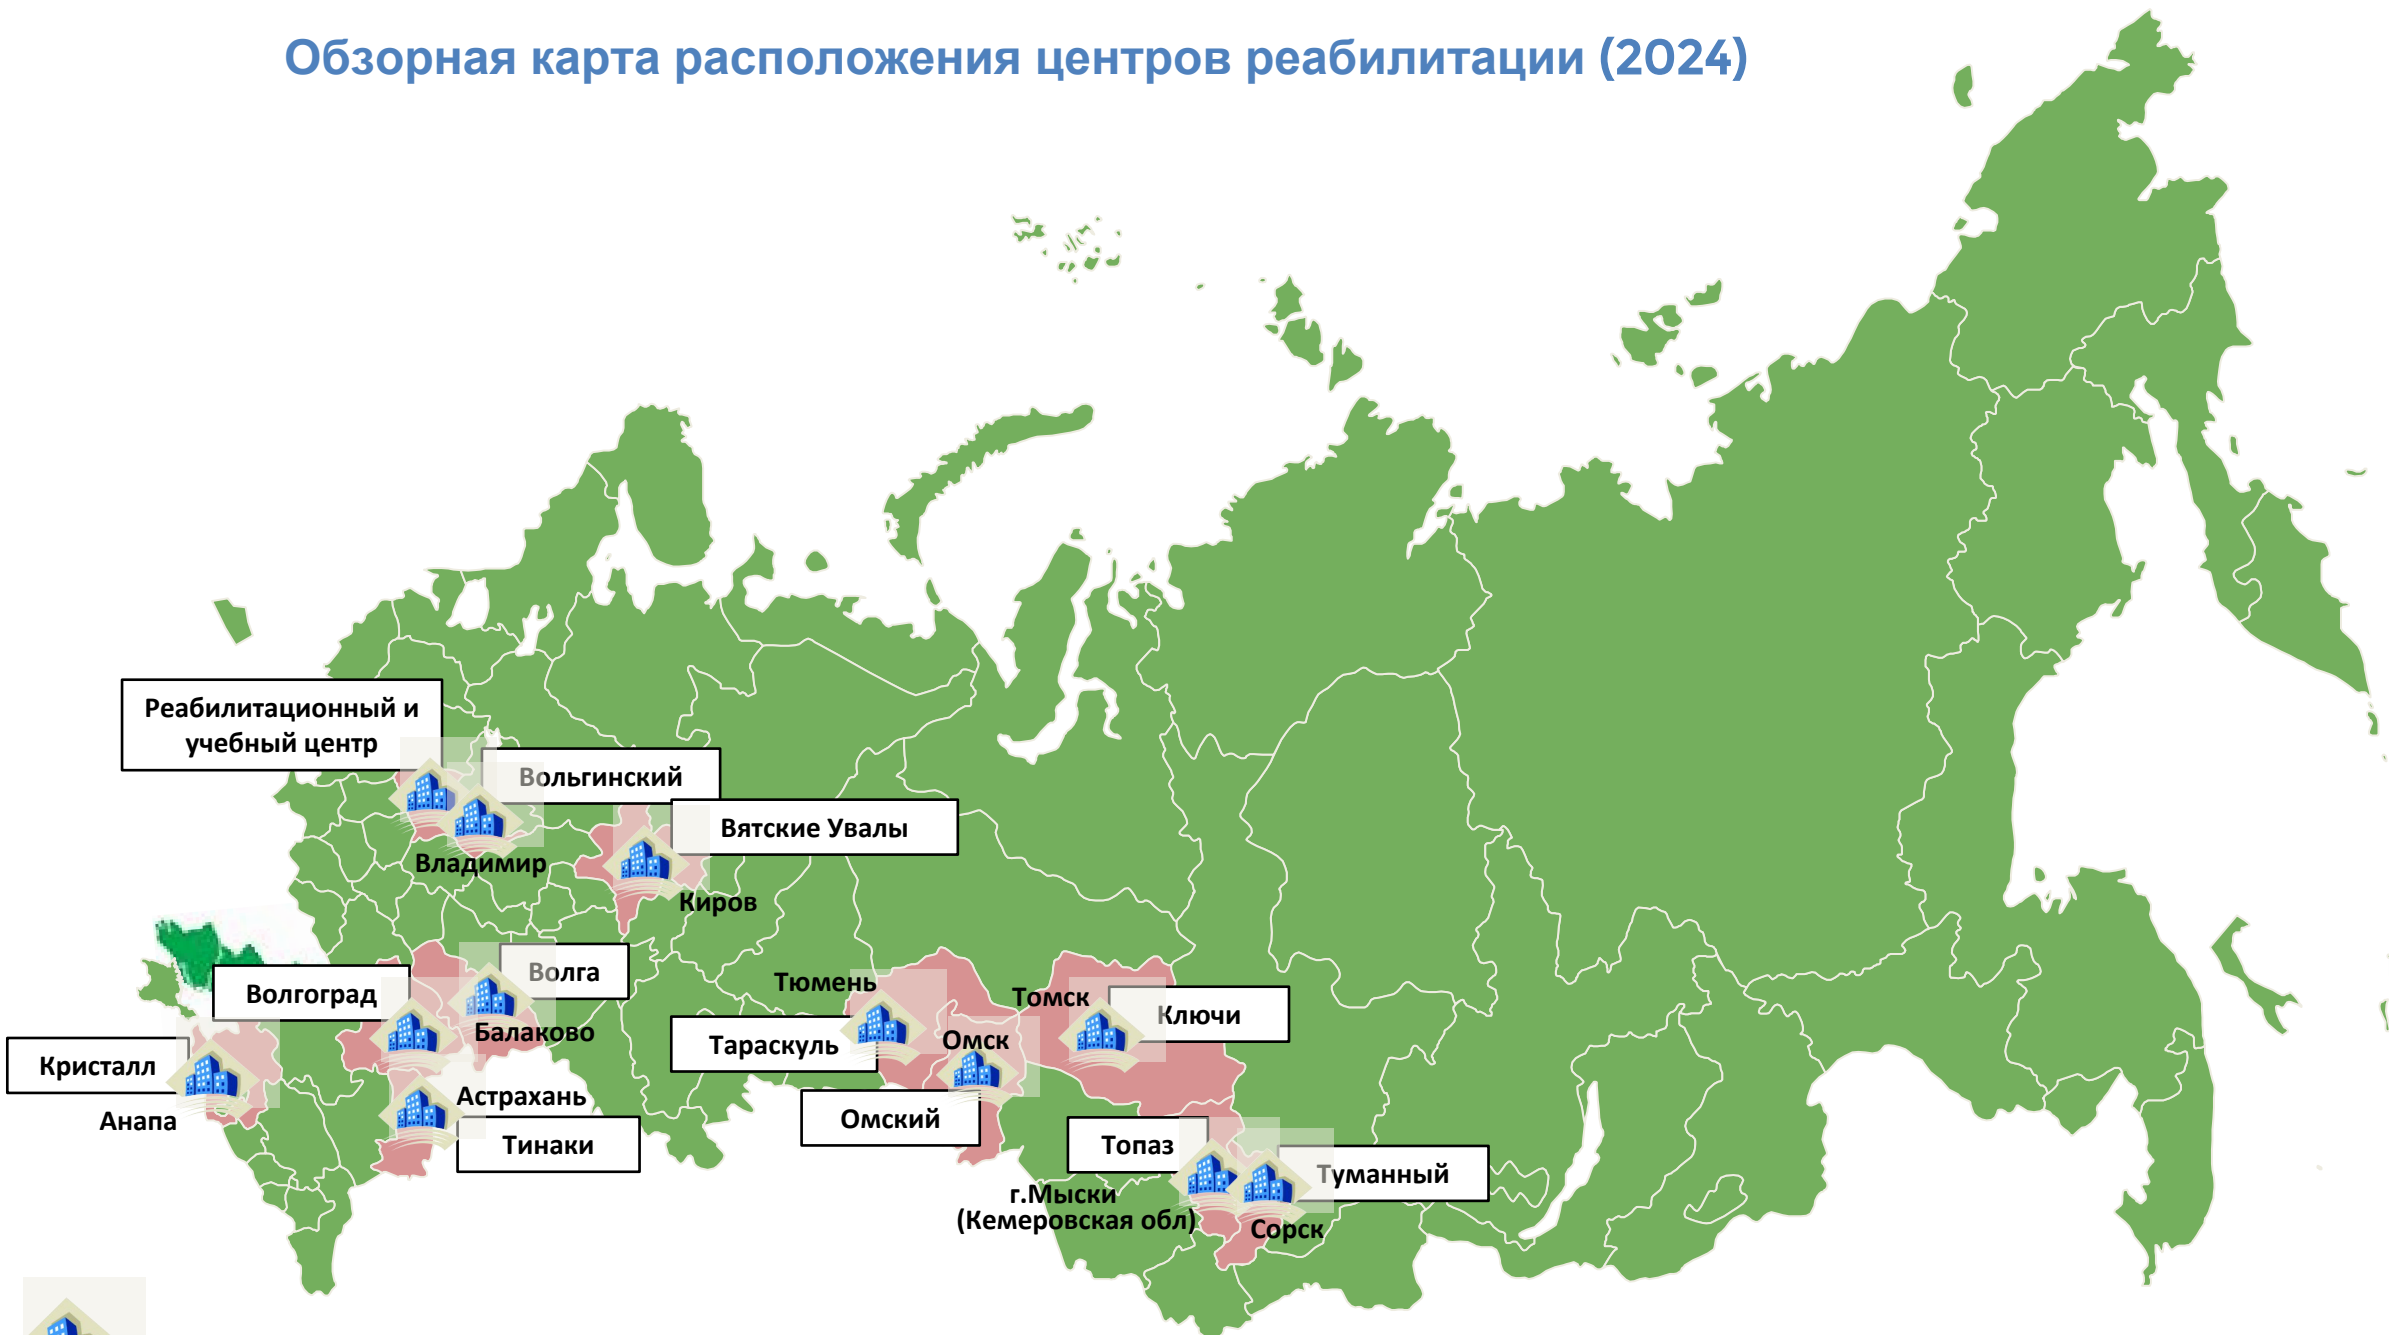 Обзорная карта расположения центров реабилитации (2024)
Реабилитационный и
учебный центр
Вольгинский
Вятские Увалы
Владимир
Киров
Волга
Волгоград
Балаково
Кристалл
Анапа
Астрахань
Тинаки
Тюмень
Тараскуль
Омск
Омский
Томск
Ключи
Топаз
г.Мыски
(Кемеровская обл)
Туманный
Сорск